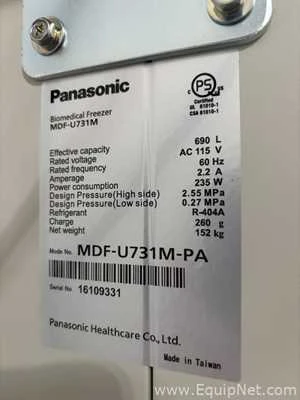 Panasonic
PS
Certified
UL 61010-1
CSA 61010-1
Biomedical Freezer
MDF-U731M
Effective capacity 690 L
Rated voltage AC 115 V
Rated frequency 60 Hz
Amperage 2.2 A
Power consumption 235 W
Design Pressure(High side) 2.55 MPa
Design Pressure(Low side) 0.27 MPa
Refrigerant R-404A
Charge 260 g
Net weight 152 kg
Mode No. MDF-U731M-PA
Serial No 16109331
Panasonic Healthcare Co., Ltd.
Made in Taiwan
www.EquipNet.com